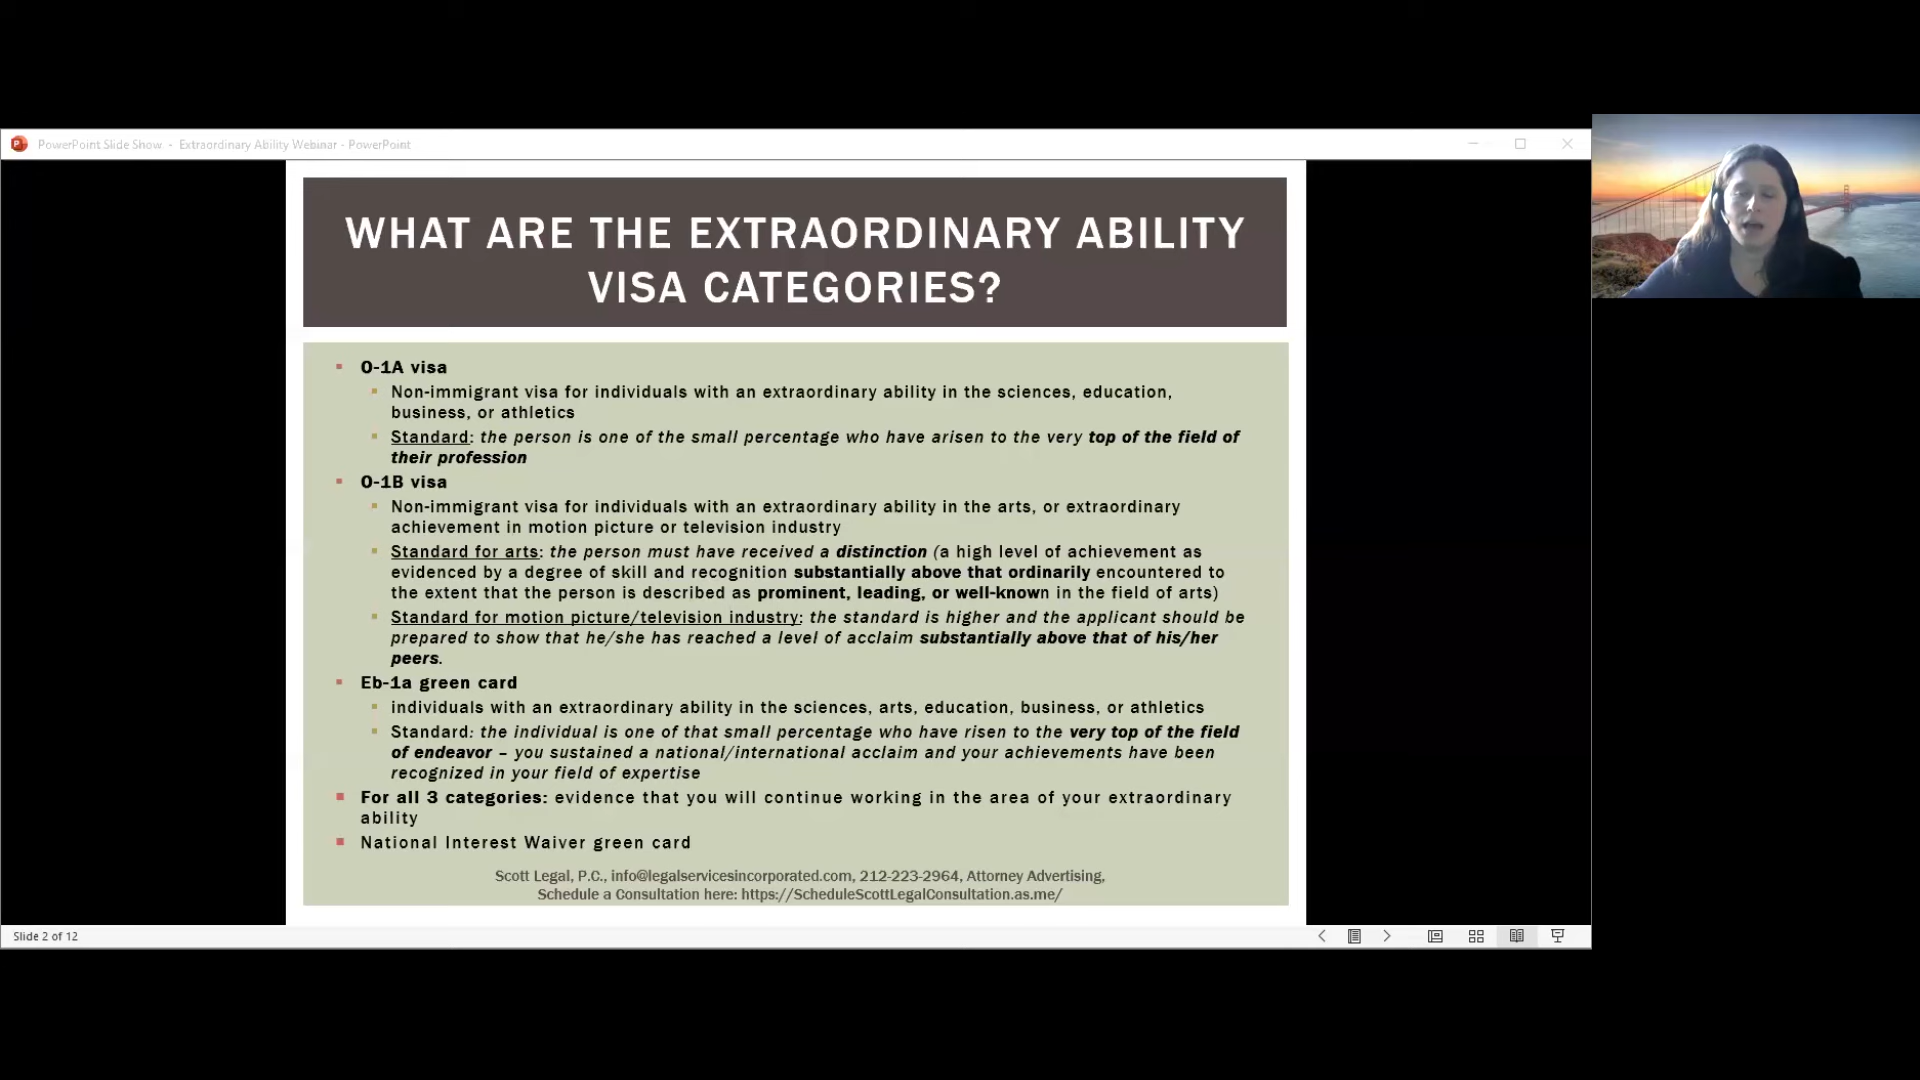 PowerPoint Slide Show - Extraordinary Ability Webinar - PowerPoint
WHAT ARE THE EXTRAORDINARY ABILITY
VISA CATEGORIES?
O-1A visa
Non-immigrant visa for individuals with an extraordinary ability in the sciences, education,
business, or athletics
Standard: the person is one of the small percentage who have arisen to the very top of the field of
their profession
O-1B visa
Non-immigrant visa for individuals with an extraordinary ability in the arts, or extraordinary
achievement in motion picture or television industry
Standard for arts: the person must have received a distinction (a high level of achievement as
evidenced by a degree of skill and recognition substantially above that ordinarily encountered to
the extent that the person is described as prominent, leading, or well-known in the field of arts)
Standard for motion picture/television industry: the standard is higher and the applicant should be
prepared to show that he/she has reached a level of acclaim substantially above that of his/her
peers.
Eb-1a green card
individuals with an extraordinary ability in the sciences, arts, education, business, or athletics
Standard: the individual is one of that small percentage who have risen to the very top of the field
of endeavor – you sustained a national/international acclaim and your achievements have been
recognized in your field of expertise
For all 3 categories: evidence that you will continue working in the area of your extraordinary
ability
National Interest Waiver green card
Scott Legal, P.C., info@legalservicesincorporated.com, 212-223-2964, Attorney Advertising,
Schedule a Consultation here: https://ScheduleScottLegalConsultation.as.me/
Slide 2 of 12